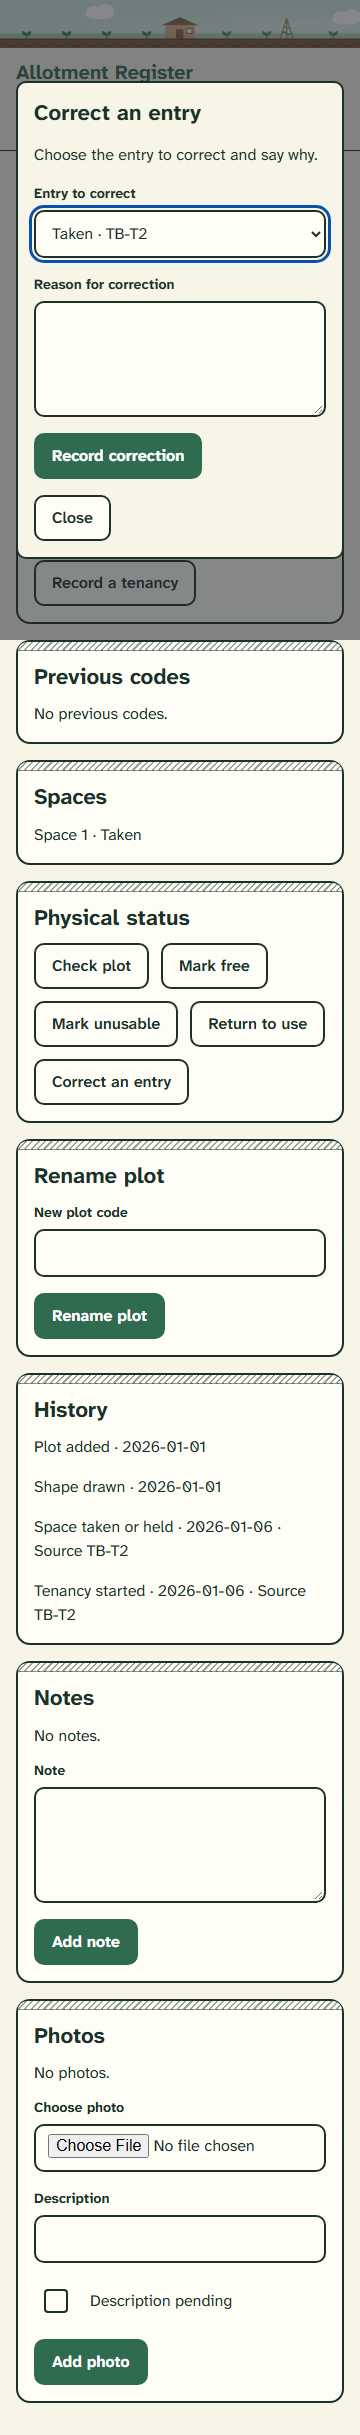 Allotment Register
Correct an entry
Choose the entry to correct and say why.
Entry to correct
Taken · TB-T2
Reason for correction
Record correction
Close
Record a tenancy
Previous codes
No previous codes.
Spaces
Space 1 · Taken
Physical status
Check plot
Mark free
Mark unusable
Return to use
Correct an entry
Rename plot
New plot code
Rename plot
History
Plot added · 2026-01-01
Shape drawn · 2026-01-01
Space taken or held · 2026-01-06 ·
Source TB-T2
Tenancy started · 2026-01-06 · Source
TB-T2
Notes
No notes.
Note
Add note
Photos
No photos.
Choose photo
Choose File No file chosen
Description
Description pending
Add photo